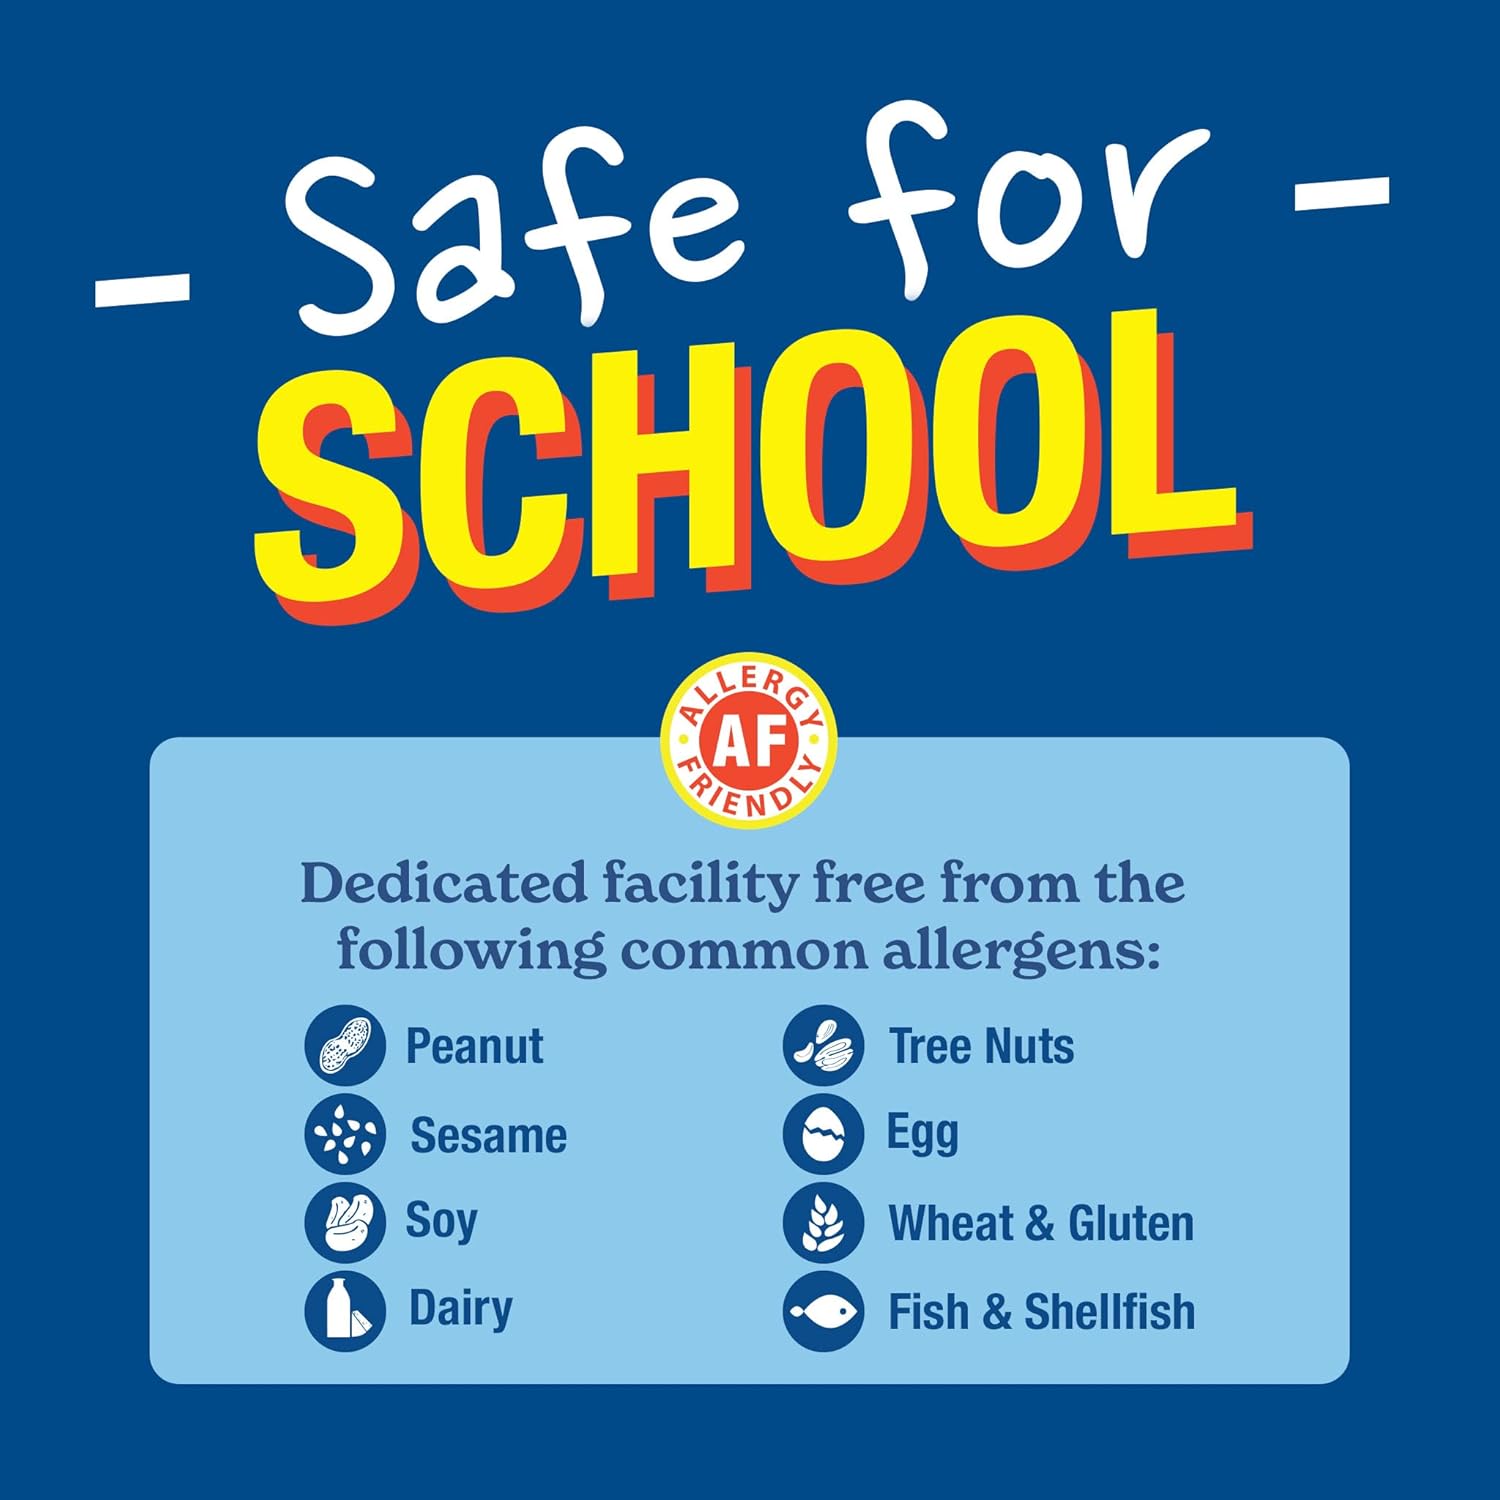 - Safe for -
SCHOOL
ALLERGY
AF
FRIENDLY
Dedicated facility free from the
following common allergens:
Peanut
Tree Nuts
Sesame
Egg
Soy
Wheat & Gluten
Dairy
Fish & Shellfish